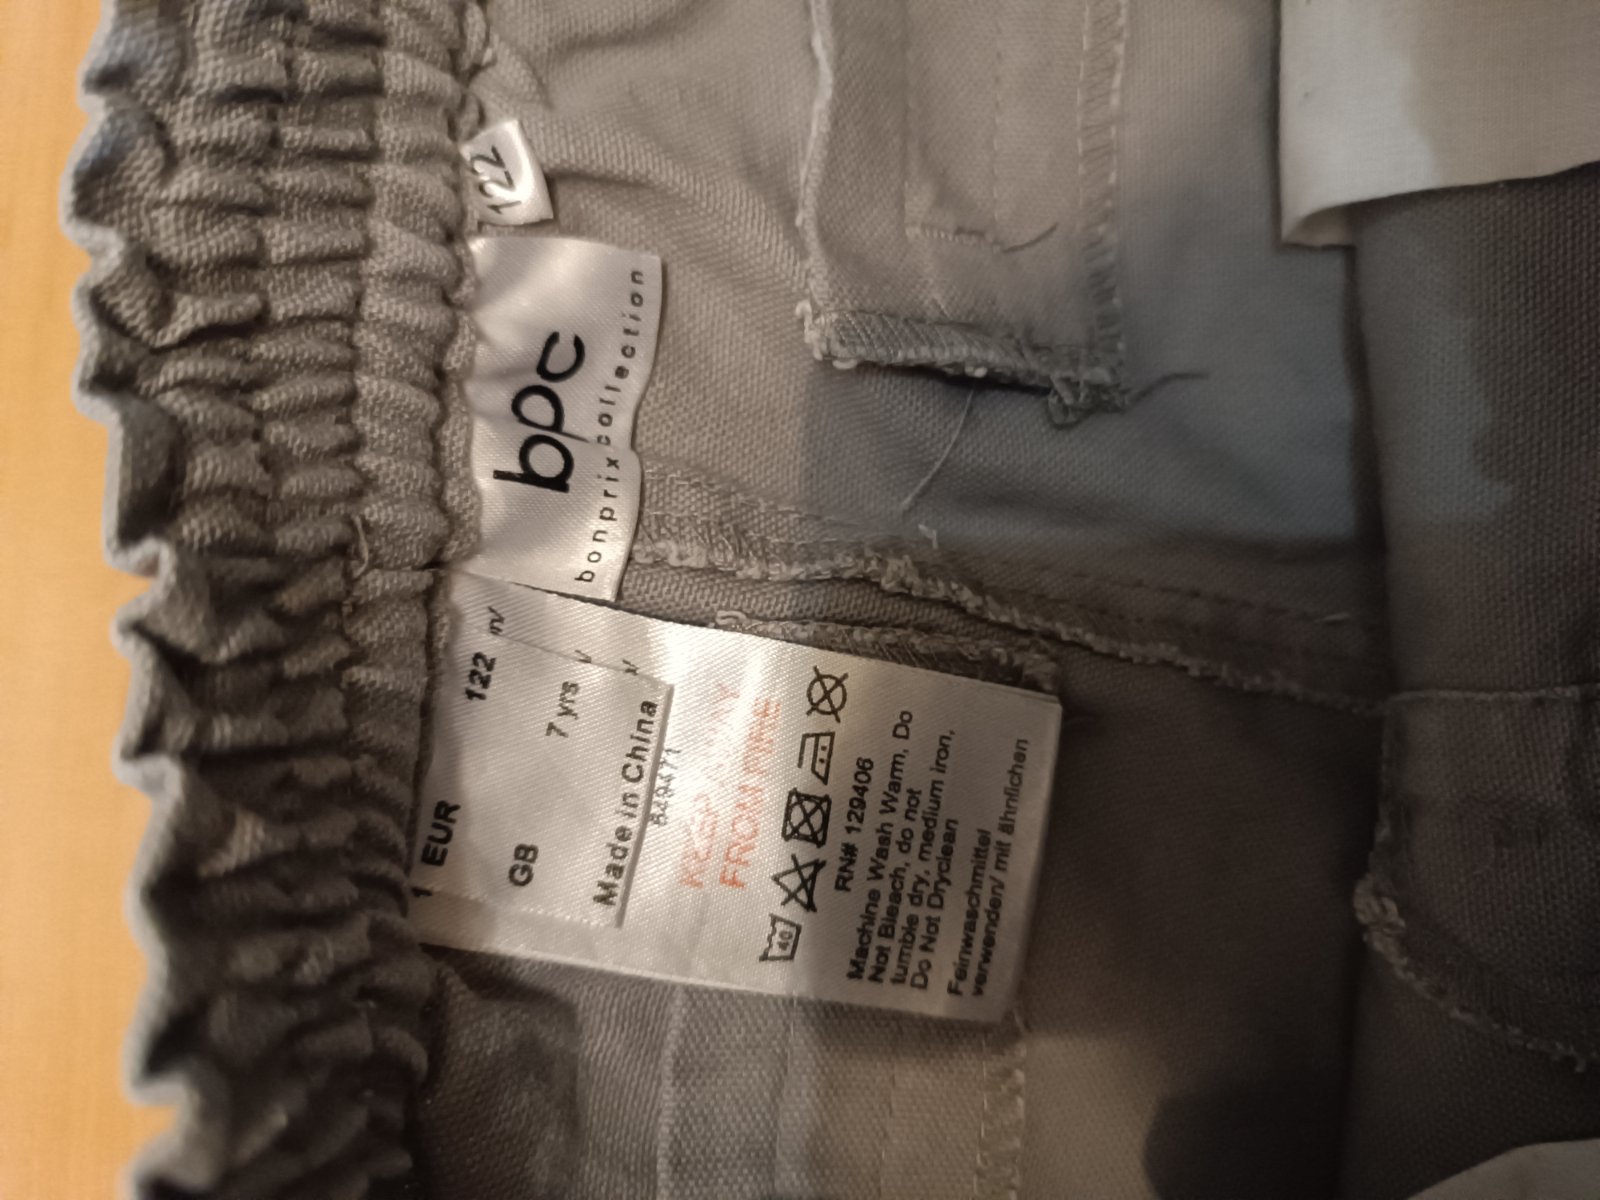 122
bpc
bonprix collection
1 EUR 122
GB 7 yrs
Made in China
849471
KEEP AWAY
FROM FIRE
40
RN# 129406
Machine Wash Warm. Do
Not Bleach, do not
tumble dry, medium iron,
Do Not Dryclean
Feinwaschmittel
verwenden/ mit ähnlichen